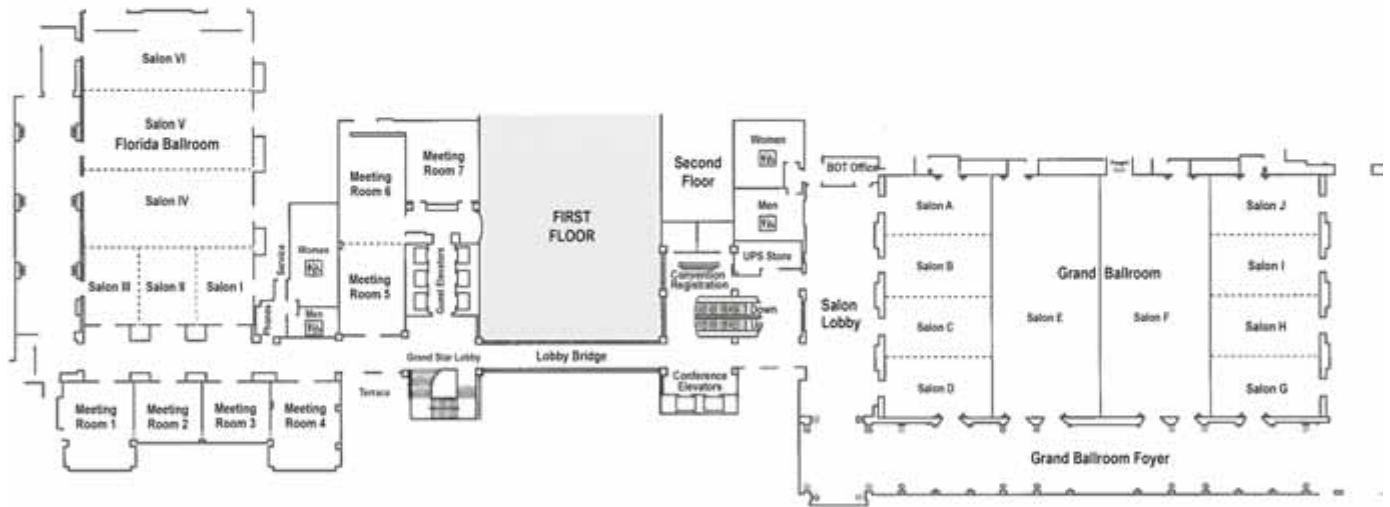 Salon VI
Salon V
Florida Ballroom
Salon IV
Salon III
Salon II
Salon I
Phones
Service
Women
Men
Meeting
Room 6
Meeting
Room 7
Meeting
Room 5
Guest Elevators
FIRST
FLOOR
Second
Floor
Women
Men
UPS Store
Convention
Registration
Down
Up
Lobby Bridge
Grand Star Lobby
Terrace
Conference
Elevators
Meeting
Room 1
Meeting
Room 2
Meeting
Room 3
Meeting
Room 4
BOT Office
Salon
Lobby
Salon A
Salon B
Salon C
Salon D
Grand Ballroom
Salon E
Salon F
Salon J
Salon I
Salon H
Salon G
Grand Ballroom Foyer